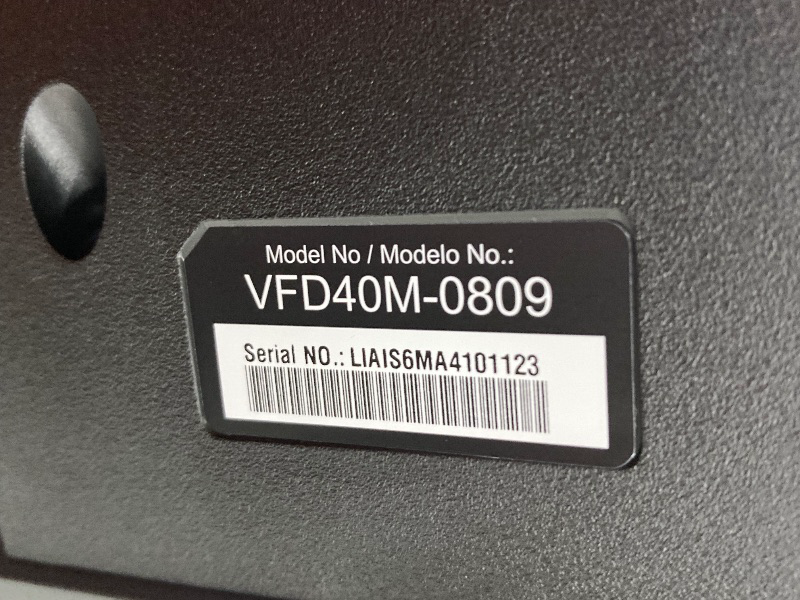 Model No / Modelo No.:
VFD40M-0809
Serial NO.: LIAIS6MA4101123